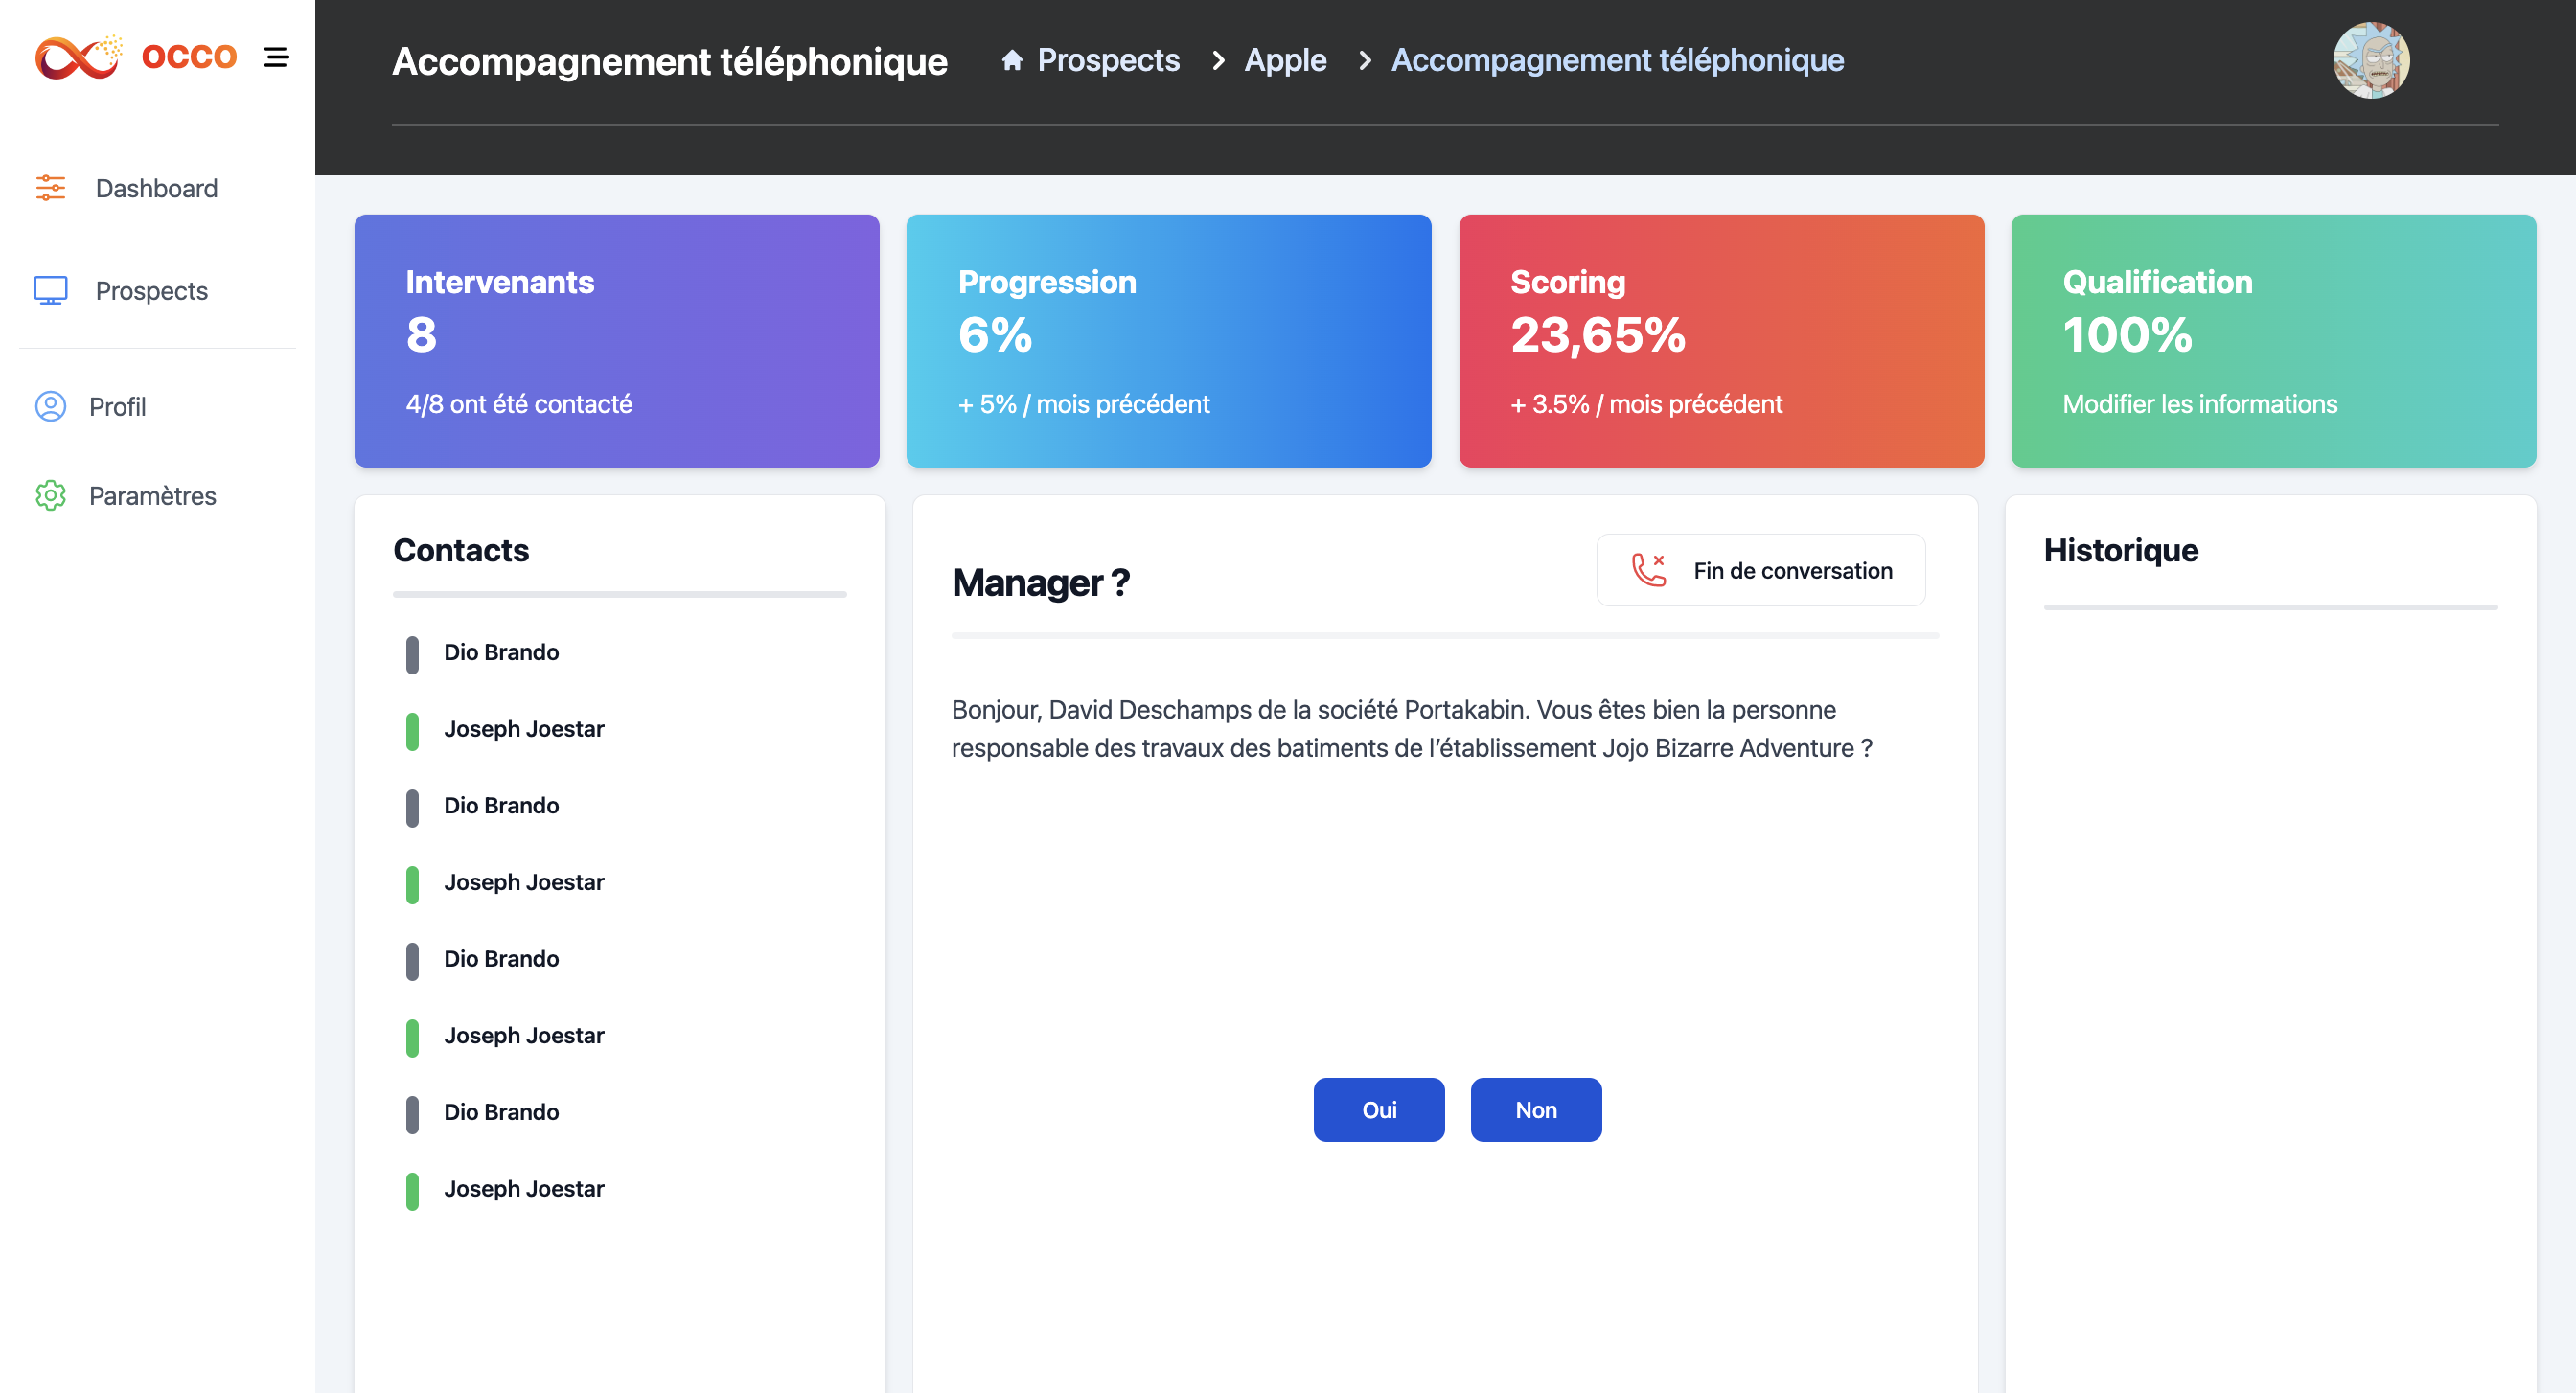 occo
Dashboard
Prospects
Profil
Paramètres
Accompagnement téléphonique
Prospects > Apple > Accompagnement téléphonique
Intervenants
8
4/8 ont été contacté
Progression
6%
+ 5% / mois précédent
Scoring
23,65%
+ 3.5% / mois précédent
Qualification
100%
Modifier les informations
Contacts
Dio Brando
Joseph Joestar
Dio Brando
Joseph Joestar
Dio Brando
Joseph Joestar
Dio Brando
Joseph Joestar
Manager ?
Fin de conversation
Bonjour, David Deschamps de la société Portakabin. Vous êtes bien la personne
responsable des travaux des batiments de l’établissement Jojo Bizarre Adventure ?
Oui
Non
Historique